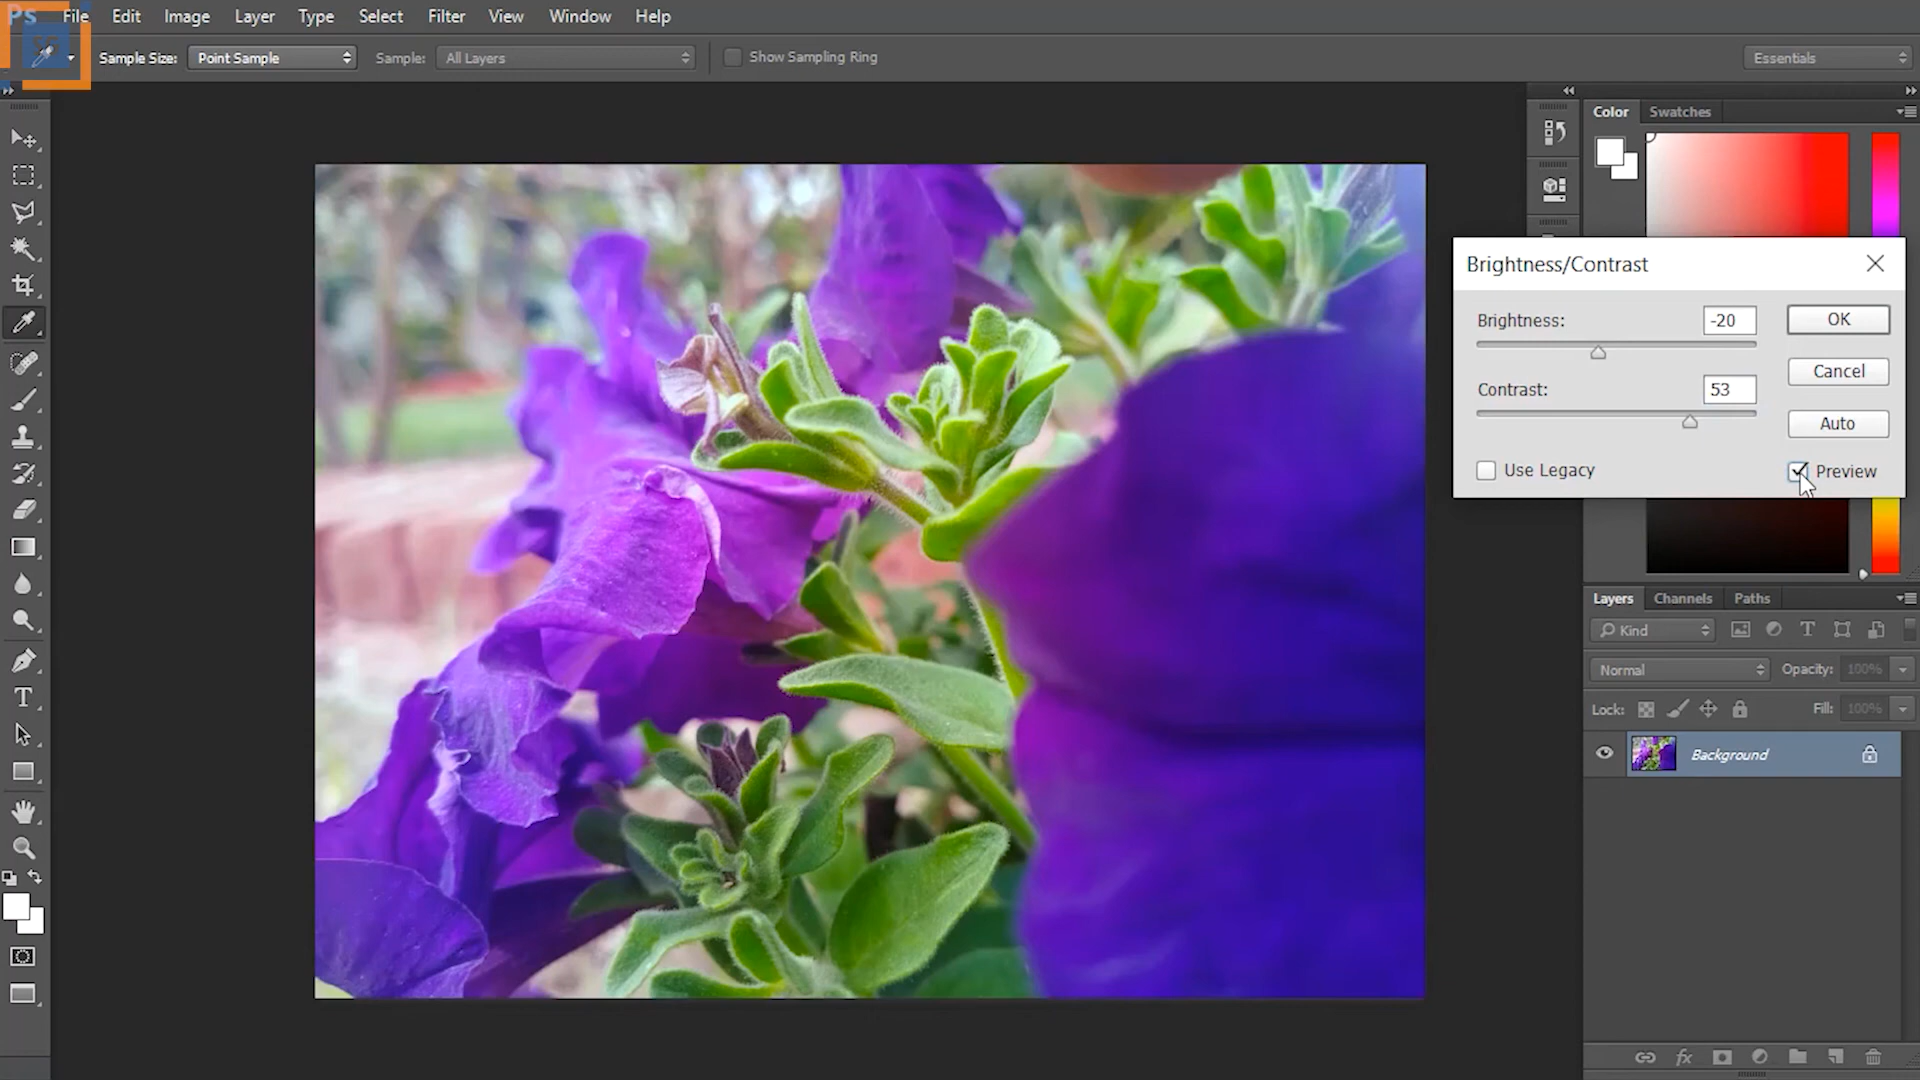 Ps File Edit Image Layer Type Select Filter View Window Help
Sample Size: Point Sample Sample: All Layers Show Sampling Ring Essentials
Color Swatches
Brightness/Contrast
Brightness: -20 OK
Cancel
Contrast: 53
Auto
Use Legacy Preview
Layers Channels Paths
Kind
Normal Opacity: 100%
Lock: Fill: 100%
Background